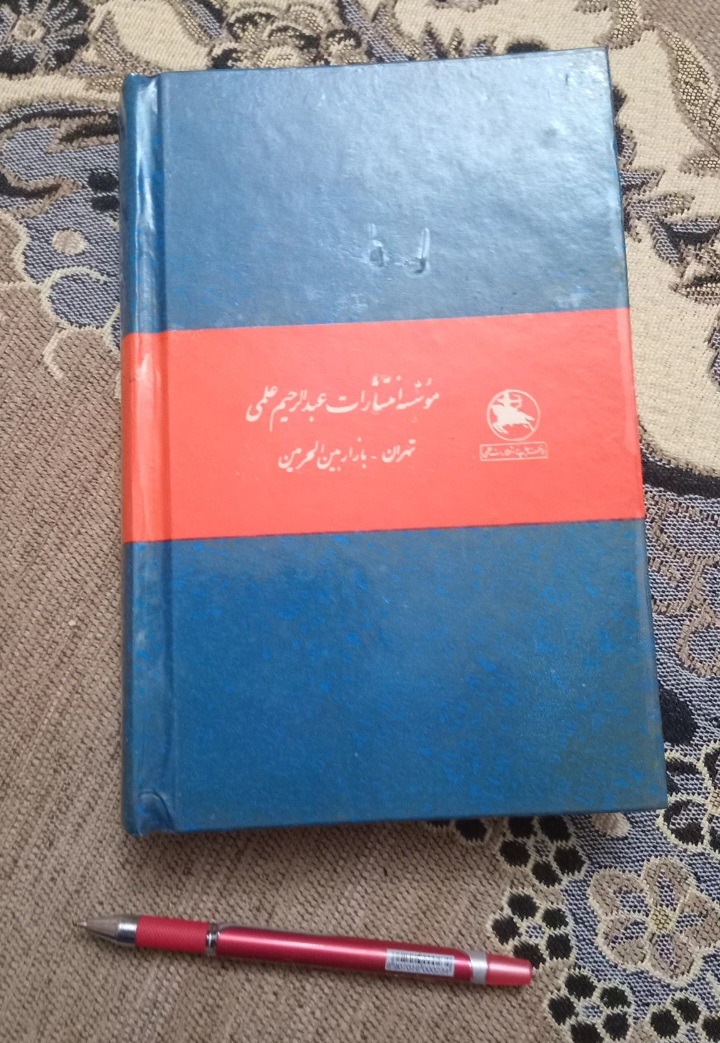 مؤسسه انتشارات عبدالرحیم علمی
تهران - بازار بین الحرمین